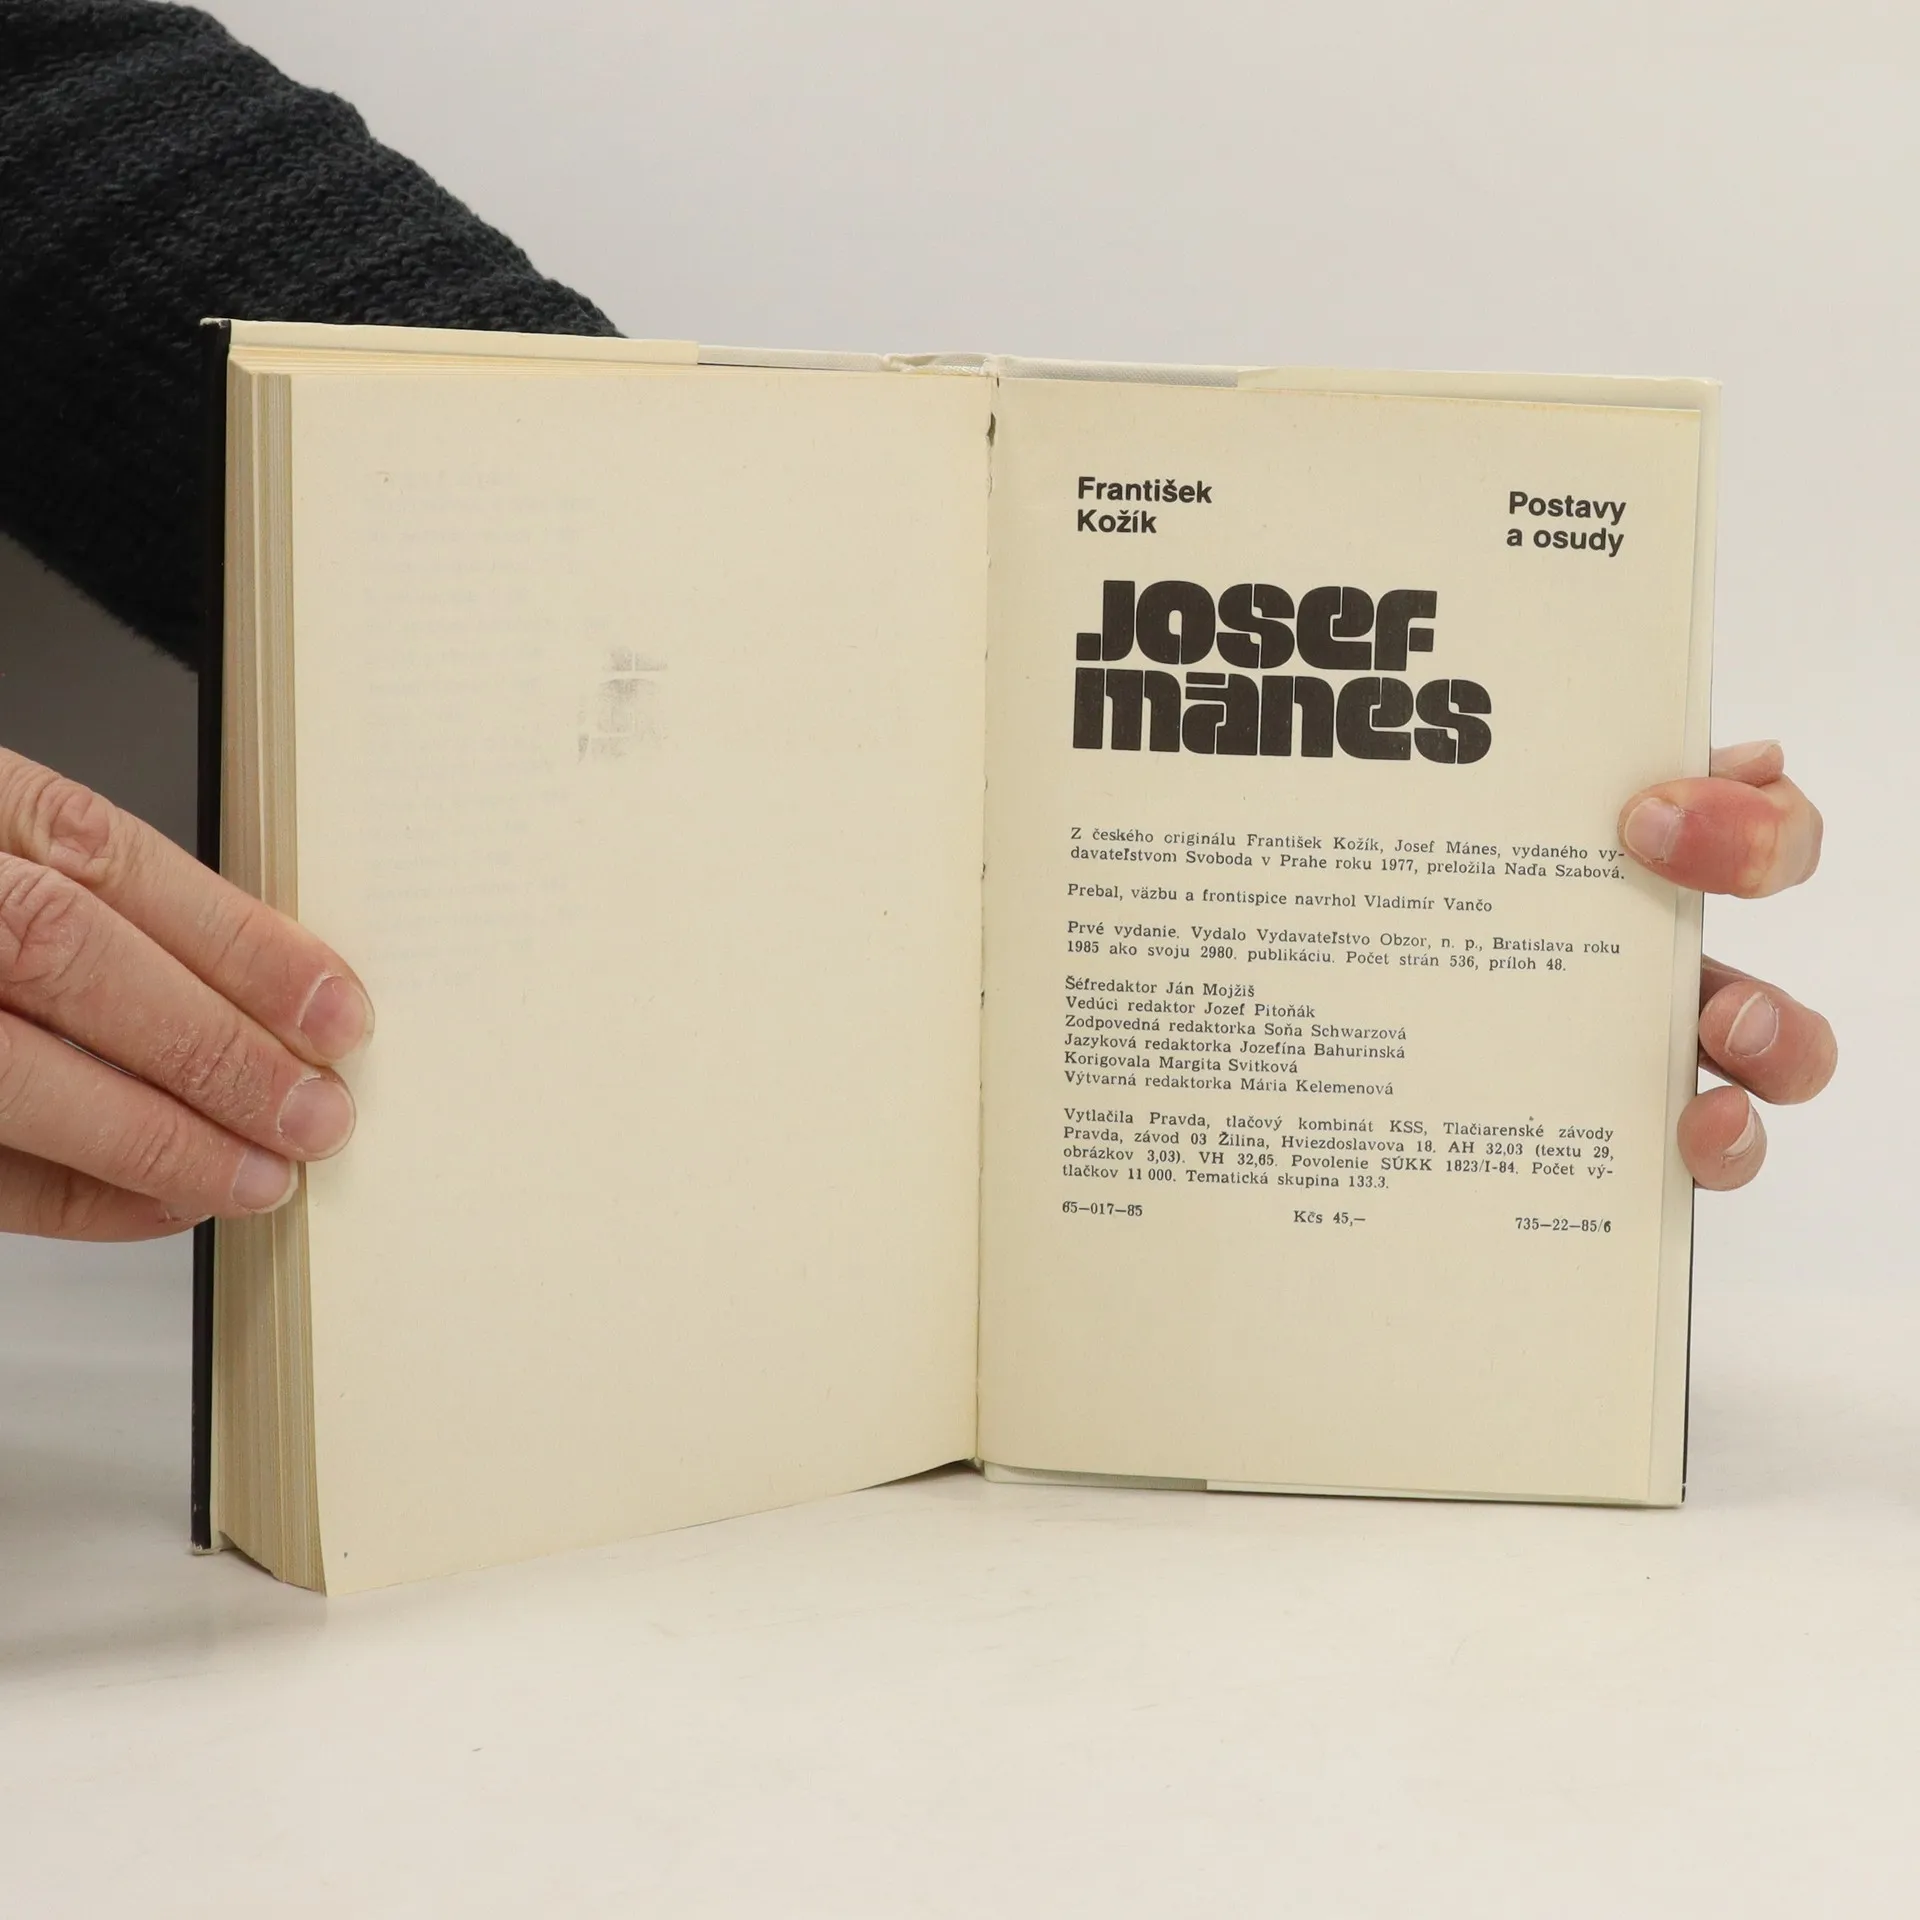 František
Kožík
Postavy
a osudy
Josef
Mánes
Z českého originálu František Kožík, Josef Mánes, vydaného vy-
davateľstvom Svoboda v Prahe roku 1977, preložila Naďa Szabová.
Prebal, väzbu a frontispice navrhol Vladimír Vančo
Prvé vydanie. Vydalo Vydavateľstvo Obzor, n. p., Bratislava roku
1985 ako svoju 2980. publikáciu. Počet strán 536, príloh 48.
Šéfredaktor Ján Mojžiš
Vedúci redaktor Jozef Pitoňák
Zodpovedná redaktorka Soňa Schwarzová
Jazyková redaktorka Jozefína Bahurinská
Korigovala Margita Svitková
Výtvarná redaktorka Mária Kelemenová
Vytlačila Pravda, tlačový kombinát KSS, Tlačiarenské závody
Pravda, závod 03 Žilina, Hviezdoslavova 18. AH 32,03 (textu 29,
obrázkov 3,03). VH 32,65. Povolenie SÚKK 1823/I-84. Počet vý-
tlačkov 11 000. Tematická skupina 133.3.
65—017—85 Kčs 45,— 735—22—85/6